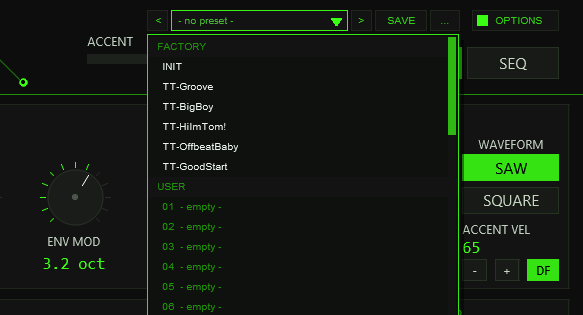 < - no preset - > SAVE ... OPTIONS
ACCENT
SEQ
FACTORY
INIT
TT-Groove
TT-BigBoy
TT-HiImTom!
TT-OffbeatBaby
TT-GoodStart
USER
01 - empty -
02 - empty -
03 - empty -
04 - empty -
05 - empty -
06 - empty -
ENV MOD
3.2 oct
WAVEFORM
SAW
SQUARE
ACCENT VEL
65
- + DF